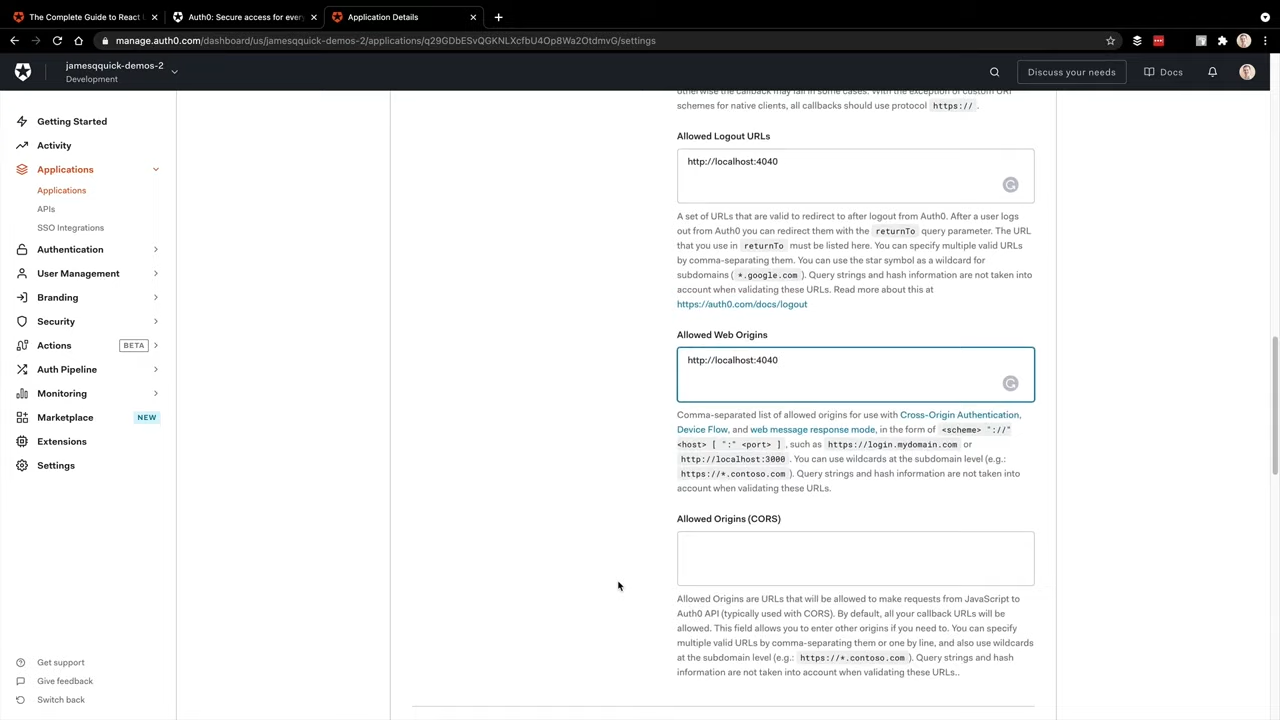 The Complete Guide to React
Auth0: Secure access for every
Application Details
manage.auth0.com/dashboard/us/jamesqquick-demos-2/applications/q29GDbESvQGKNLXcfbU4Op8Wa2OtdmvG/settings
jamesqquick-demos-2
Development
Discuss your needs
Docs
Getting Started
Activity
Applications
Applications
APIs
SSO Integrations
Authentication
User Management
Branding
Security
Actions BETA
Auth Pipeline
Monitoring
Marketplace NEW
Extensions
Settings
Get support
Give feedback
Switch back
otherwise the callback may fail in some cases. With the exception of custom URI
schemes for native clients, all callbacks should use protocol https:// .
Allowed Logout URLs
http://localhost:4040
A set of URLs that are valid to redirect to after logout from Auth0. After a user logs
out from Auth0 you can redirect them with the returnTo query parameter. The URL
that you use in returnTo must be listed here. You can specify multiple valid URLs
by comma-separating them. You can use the star symbol as a wildcard for
subdomains ( *.google.com ). Query strings and hash information are not taken into
account when validating these URLs. Read more about this at
https://auth0.com/docs/logout
Allowed Web Origins
http://localhost:4040
Comma-separated list of allowed origins for use with Cross-Origin Authentication,
Device Flow, and web message response mode, in the form of <scheme> "://"
<host> [ ":" <port> ] , such as https://login.mydomain.com or
http://localhost:3000 . You can use wildcards at the subdomain level (e.g.:
https://*.contoso.com ). Query strings and hash information are not taken into
account when validating these URLs.
Allowed Origins (CORS)
Allowed Origins are URLs that will be allowed to make requests from JavaScript to
Auth0 API (typically used with CORS). By default, all your callback URLs will be
allowed. This field allows you to enter other origins if you need to. You can specify
multiple valid URLs by comma-separating them or one by line, and also use wildcards
at the subdomain level (e.g.: https://*.contoso.com ). Query strings and hash
information are not taken into account when validating these URLs..